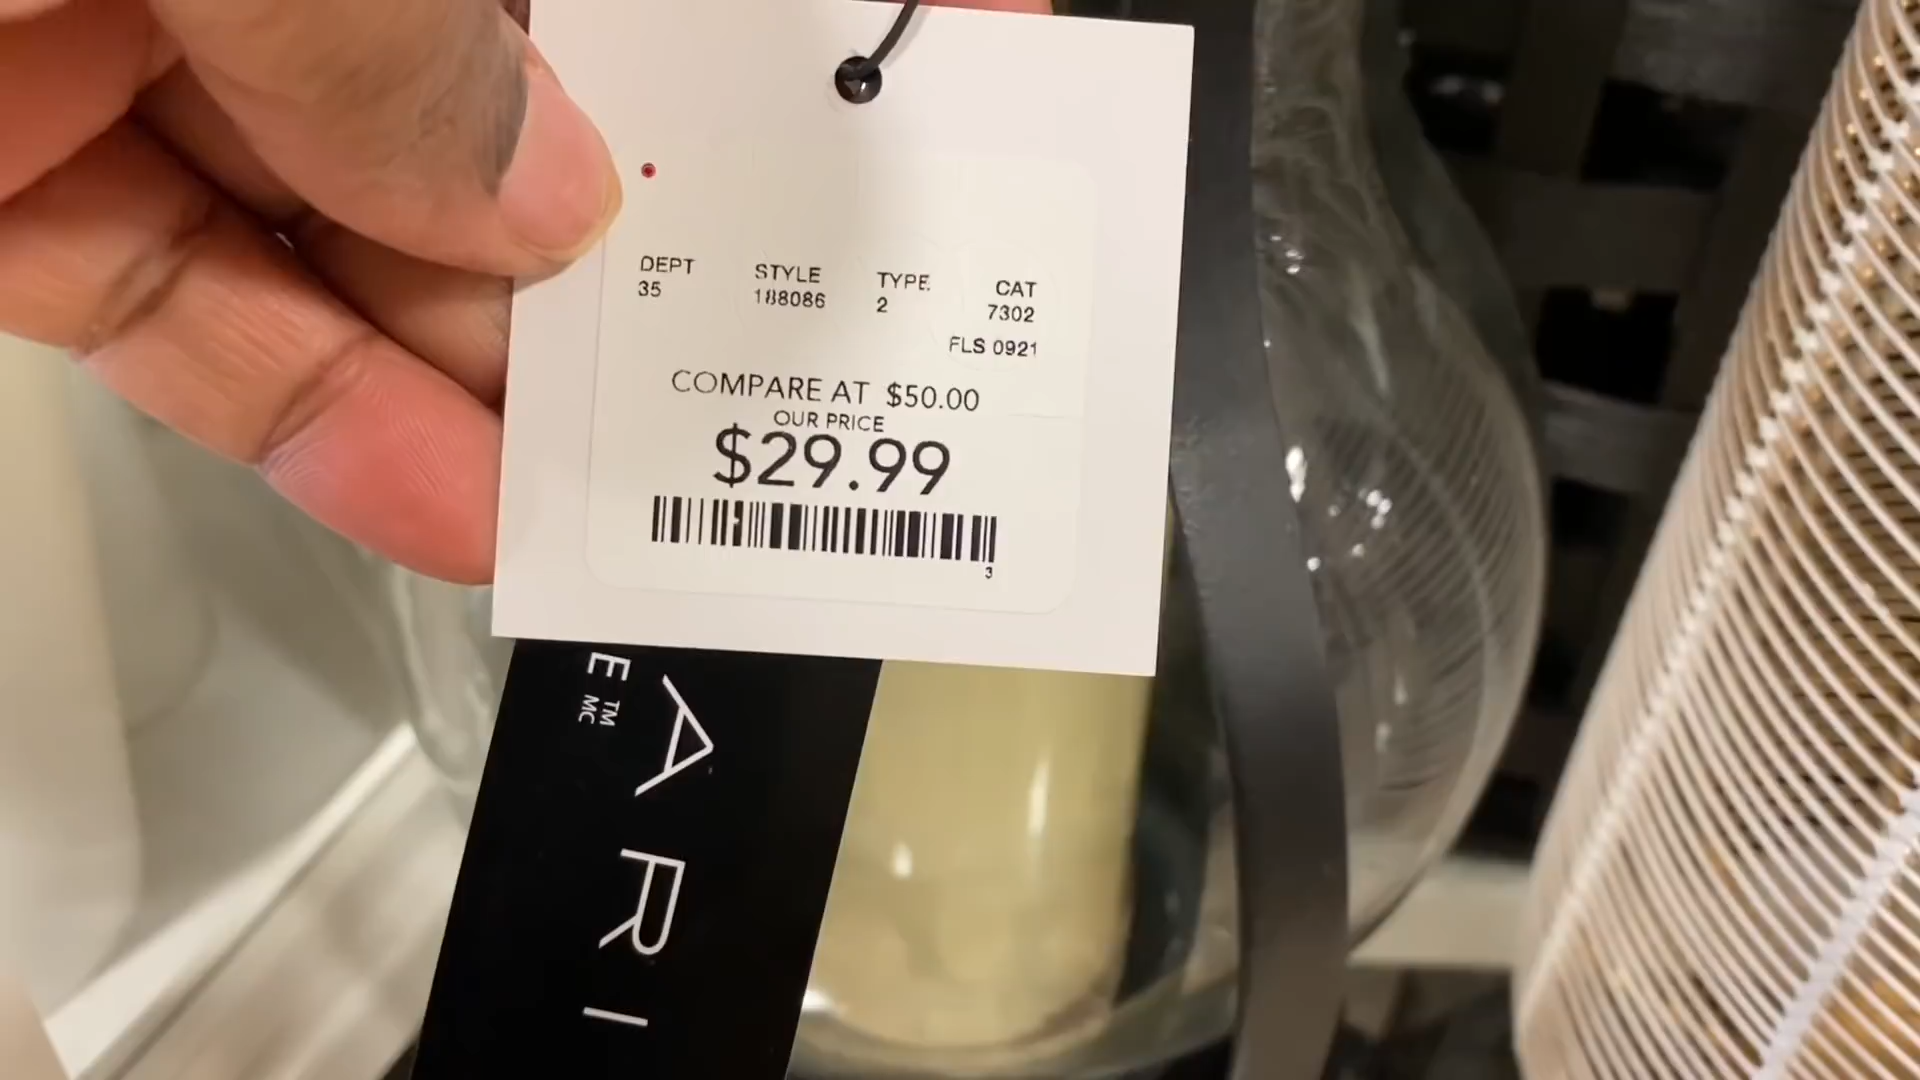 DEPT STYLE TYPE CAT
35 188086 2 7302
FLS 0921
COMPARE AT $50.00
OUR PRICE
$29.99
3
ARI
E TM
MC